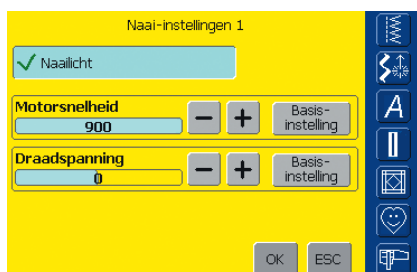 Naai-instellingen 1
Naailicht
Motorsnelheid
900
Basis-
instelling
Draadspanning
0
Basis-
instelling
OK ESC
A